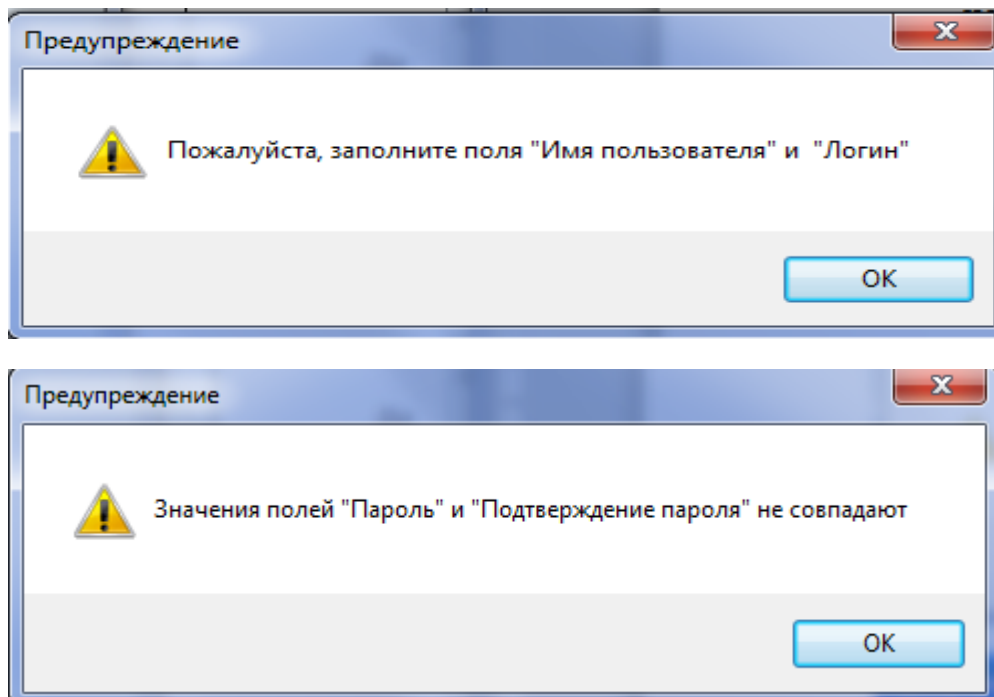 Предупреждение
Пожалуйста, заполните поля "Имя пользователя" и  "Логин"
OK
Предупреждение
Значения полей "Пароль" и "Подтверждение пароля" не совпадают
OK